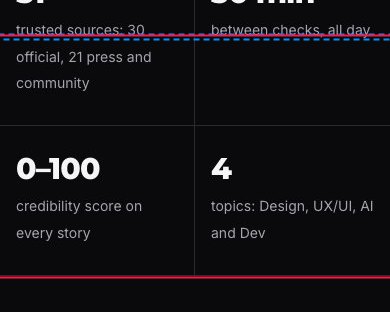 trusted sources: 30
official, 21 press and
community
between checks, all day
0–100
credibility score on
every story
4
topics: Design, UX/UI, AI
and Dev